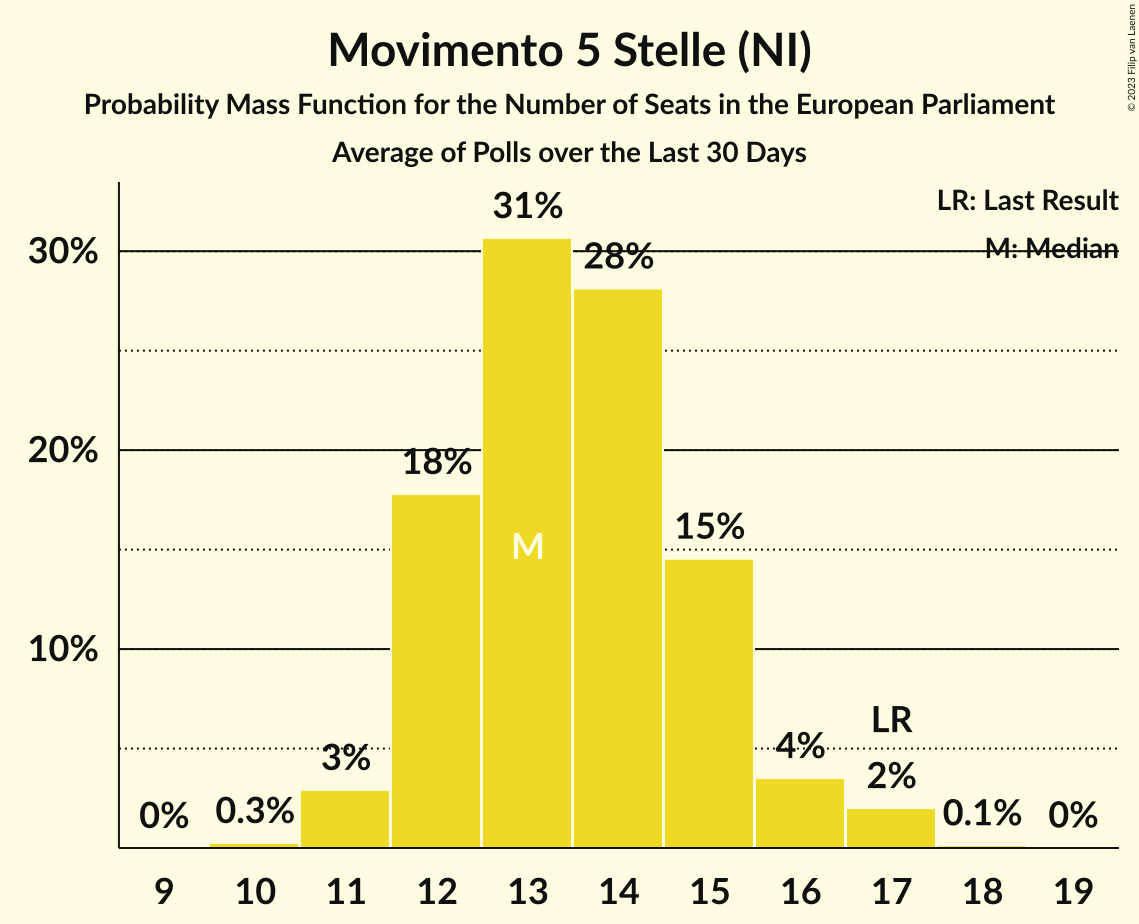 Movimento 5 Stelle (NI)
Probability Mass Function for the Number of Seats in the European Parliament
Average of Polls over the Last 30 Days
© 2023 Filip van Laenen
LR: Last Result
M: Median
30%
20%
10%
0%
0.3%
3%
18%
31%
M
28%
15%
4%
LR
2%
0.1%
0%
9 10 11 12 13 14 15 16 17 18 19